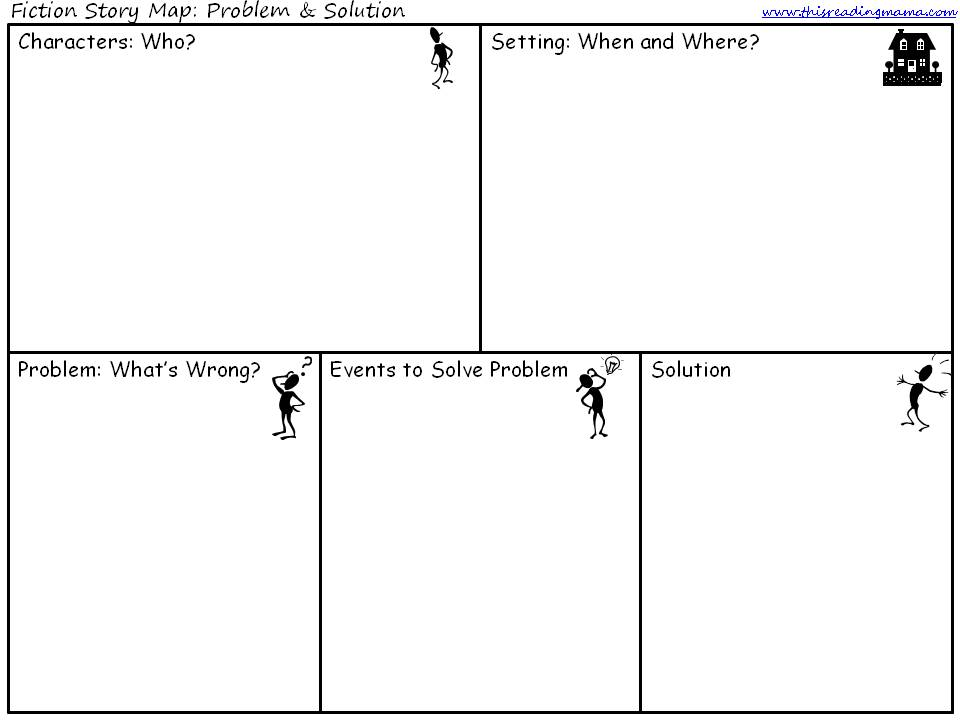 Fiction Story Map: Problem & Solution
www.thisreadingmama.com
Characters: Who?
Setting: When and Where?
Problem: What's Wrong?
?
Events to Solve Problem
Solution